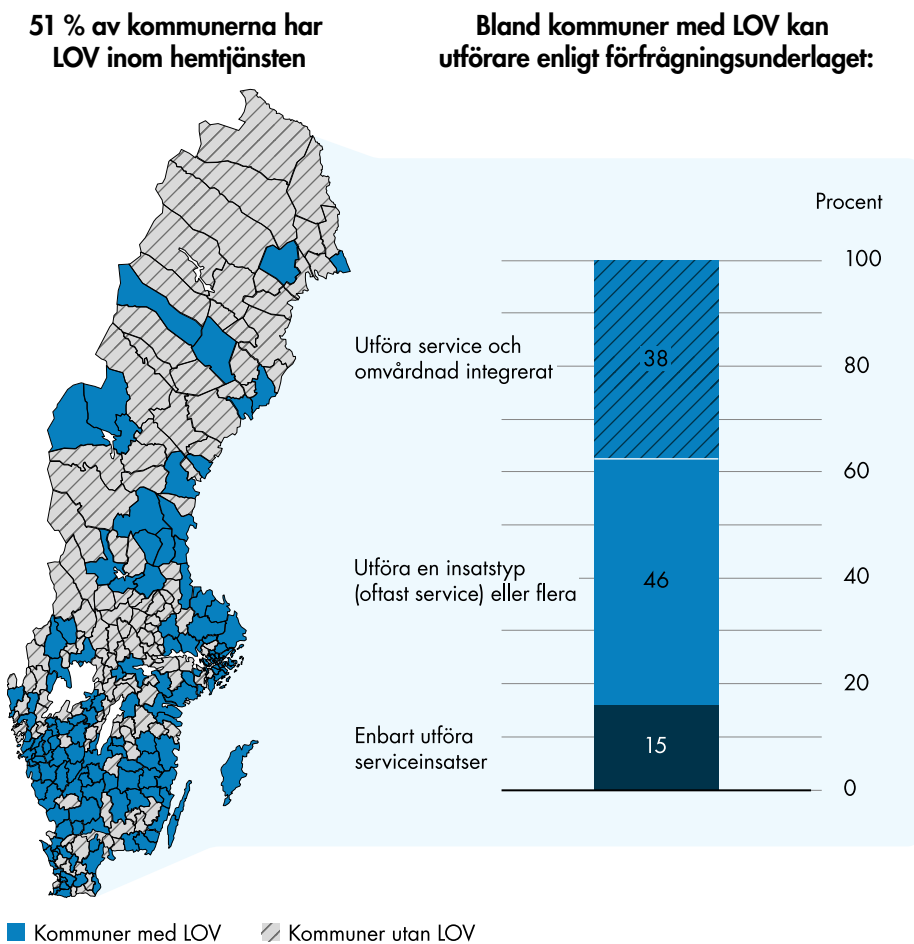 51 % av kommunerna har
LOV inom hemtjänsten
Bland kommuner med LOV kan
utförare enligt förfrågningsunderlaget:
Procent
100
80
60
40
20
0
Utföra service och
omvårdnad integrerat
38
Utföra en insatstyp
(oftast service) eller flera
46
Enbart utföra
serviceinsatser
15
Kommuner med LOV
Kommuner utan LOV